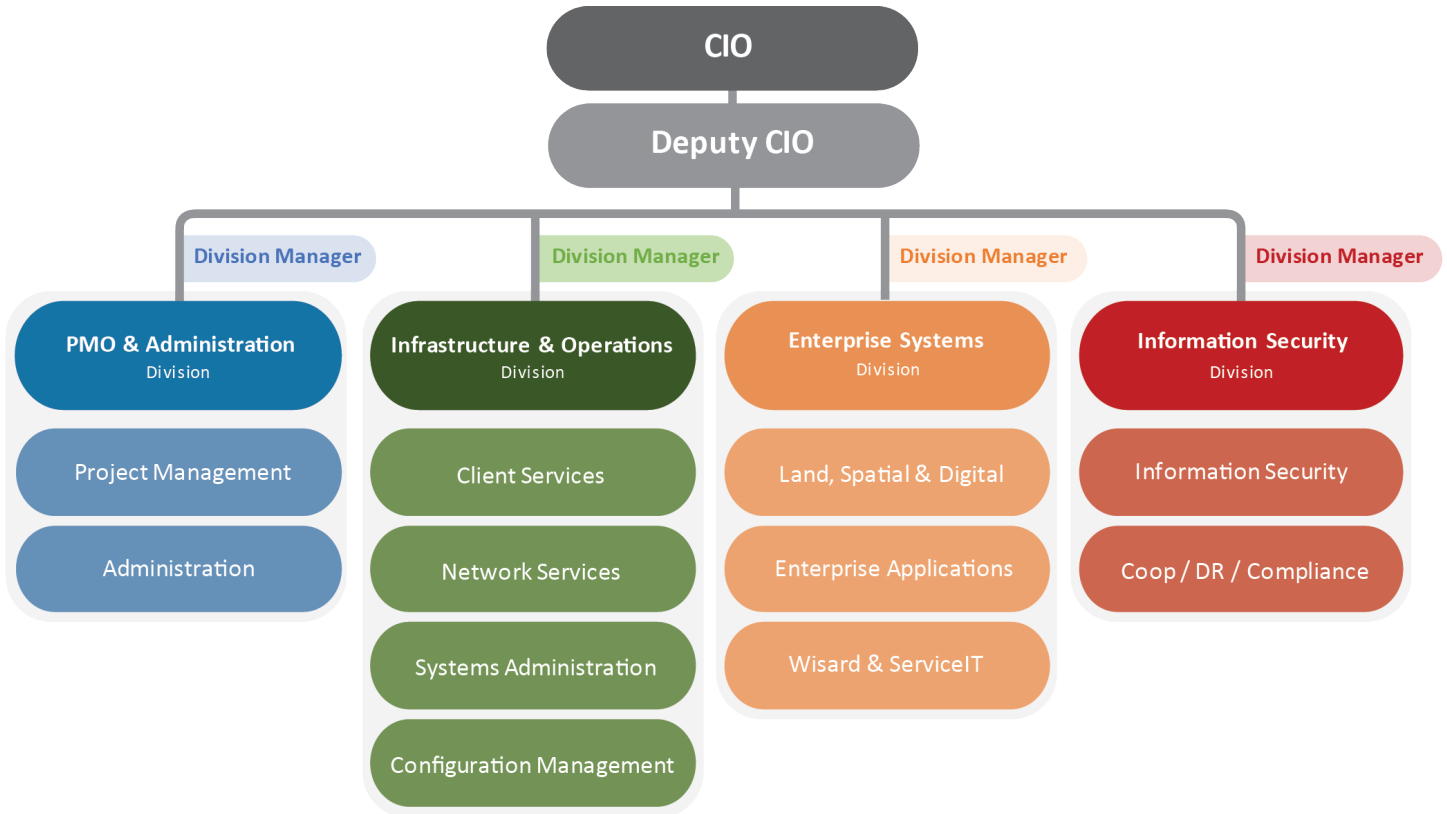 CIO
Deputy CIO
Division Manager
Division Manager
Division Manager
Division Manager
PMO & Administration
Division
Project Management
Administration
Infrastructure & Operations
Division
Client Services
Network Services
Systems Administration
Configuration Management
Enterprise Systems
Division
Land, Spatial & Digital
Enterprise Applications
Wisard & ServiceIT
Information Security
Division
Information Security
Coop / DR / Compliance